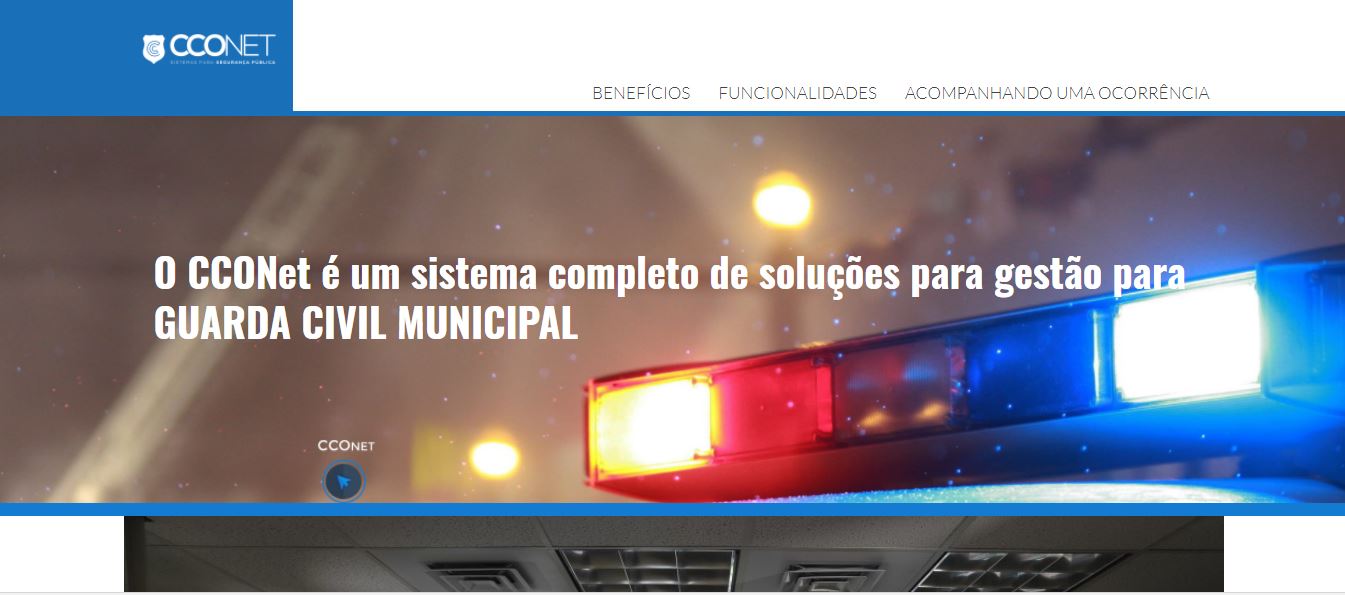 CCONET
SISTEMAS PARA SEGURANÇA PÚBLICA
BENEFÍCIOS FUNCIONALIDADES ACOMPANHANDO UMA OCORRÊNCIA
O CCONet é um sistema completo de soluções para gestão para
GUARDA CIVIL MUNICIPAL
CCONET